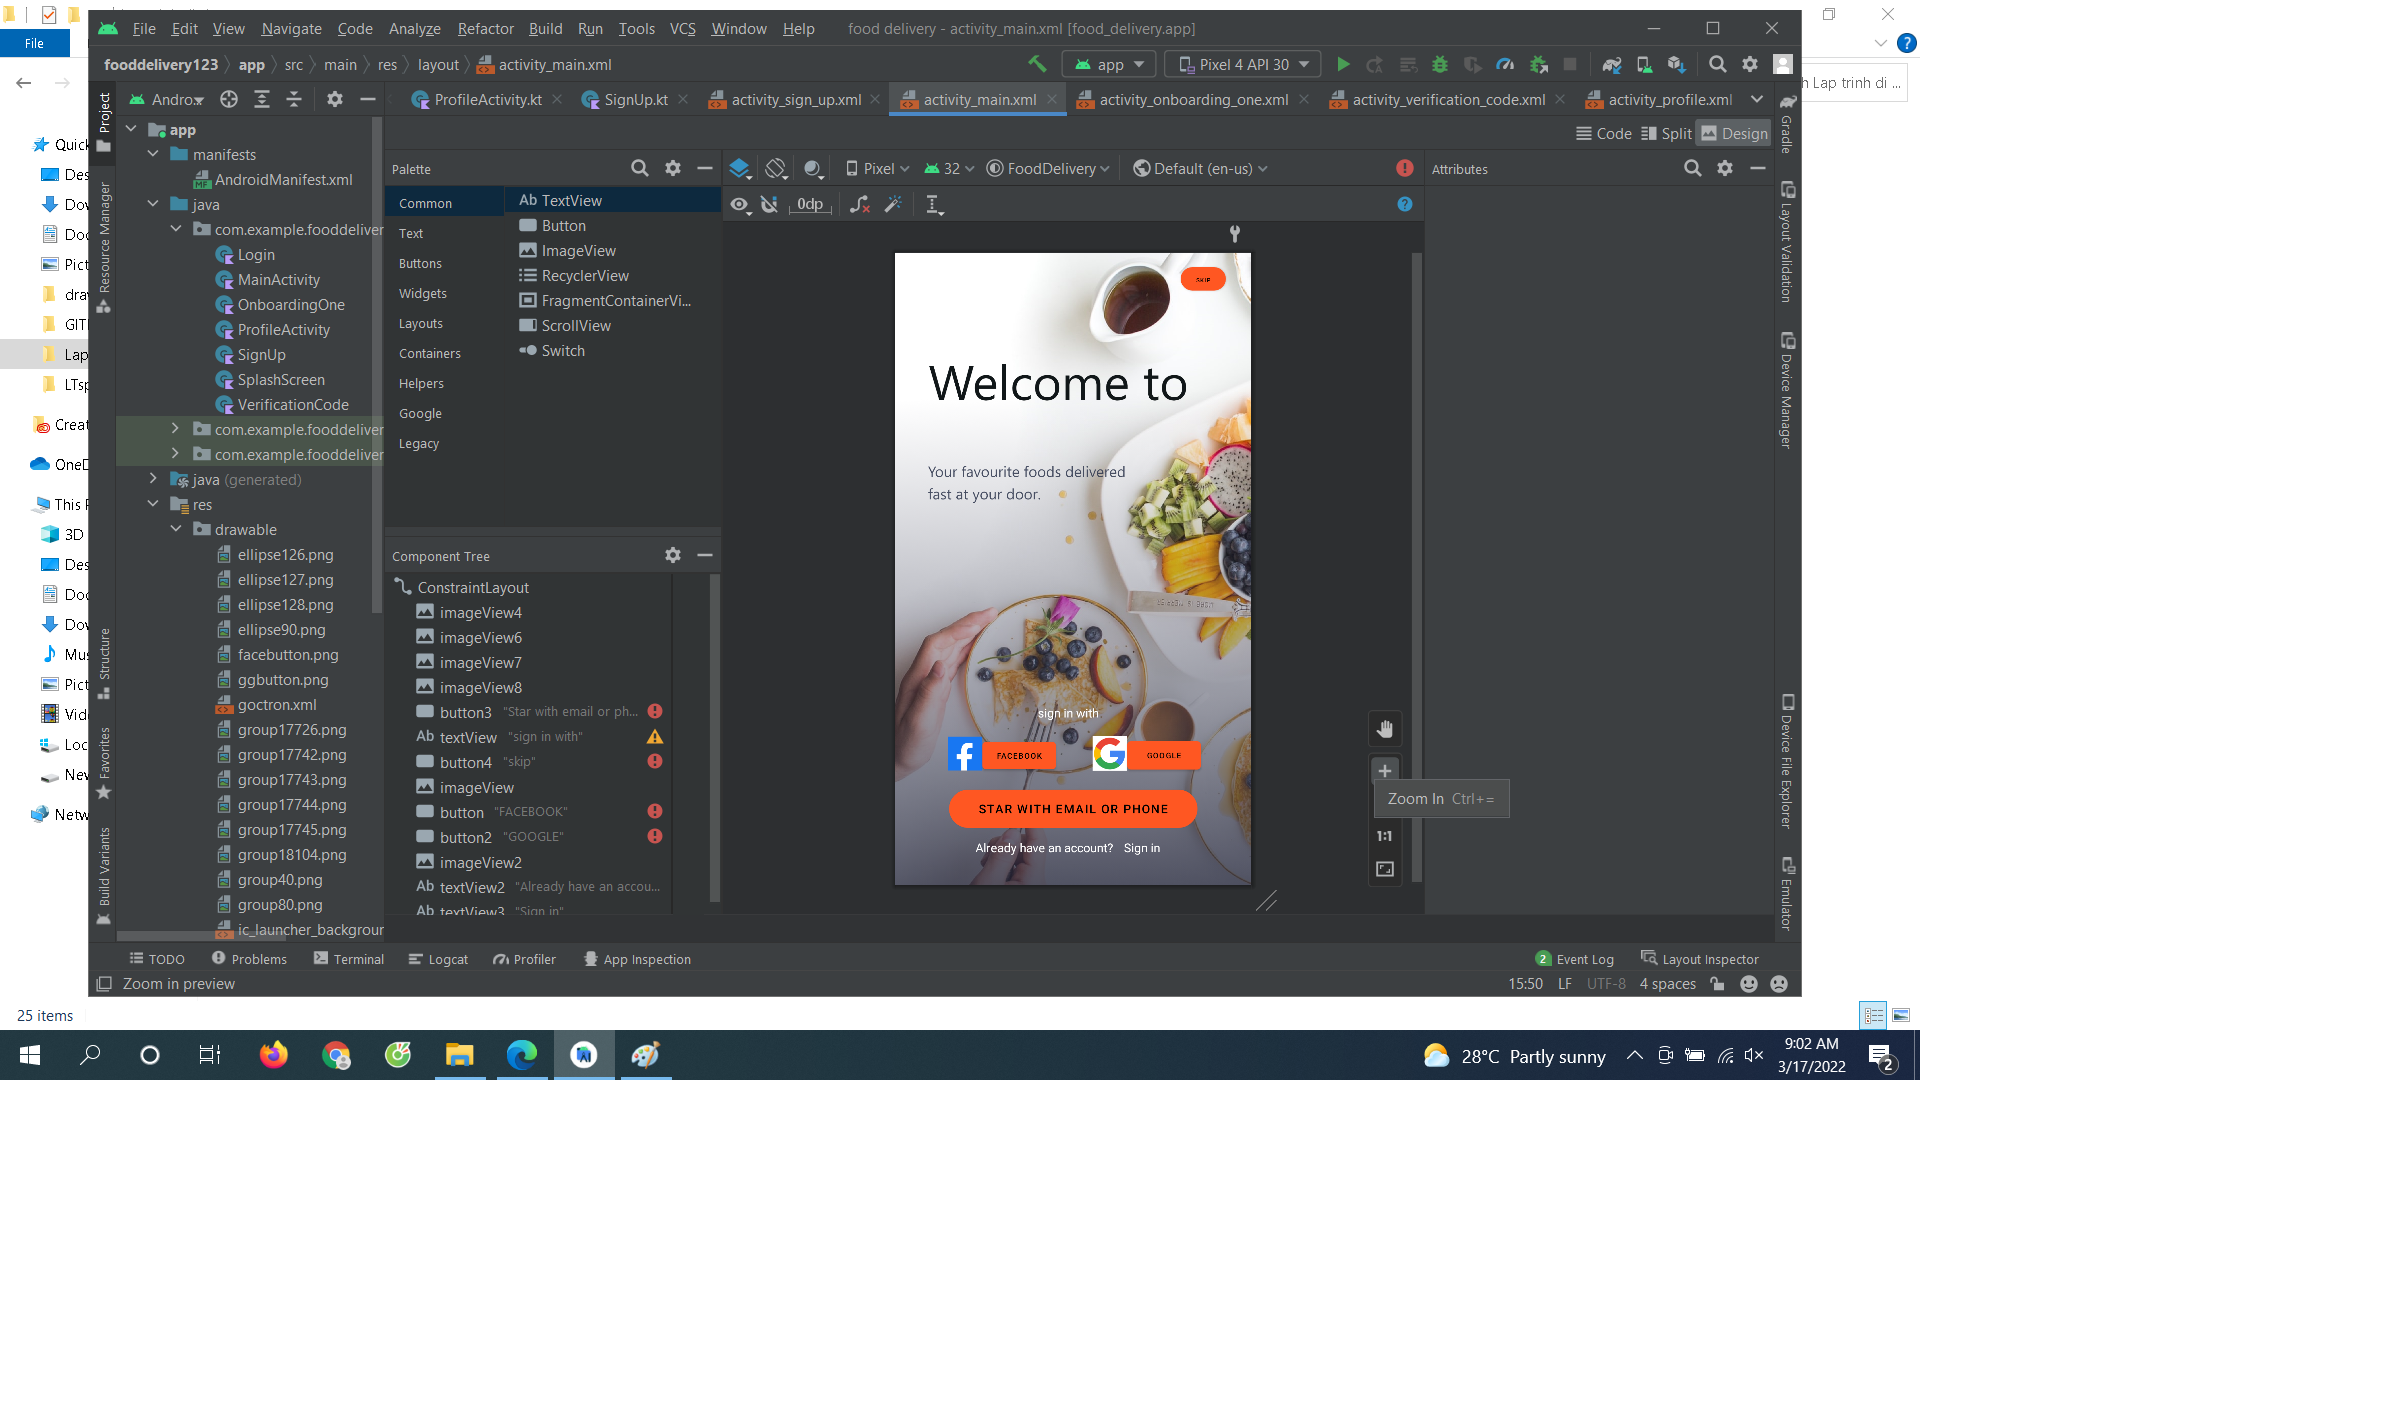 File
File Edit View Navigate Code Analyze Refactor Build Run Tools VCS Window Help food delivery - activity_main.xml [food_delivery.app]
fooddelivery123 app src main res layout activity_main.xml
app
Pixel 4 API 30
h Lap trinh di ...
Andro...
ProfileActivity.kt
SignUp.kt
activity_sign_up.xml
activity_main.xml
activity_onboarding_one.xml
activity_verification_code.xml
activity_profile.xml
Code
Split
Design
Project
Resource Manager
Structure
Favorites
Build Variants
Gradle
Layout Validation
Device Manager
Device File Explorer
Emulator
Quick
Des
Dov
Doc
Pict
dra
GIT
Lap
LTsp
Creat
OneD
This P
3D
Des
Doc
Dov
Mus
Pict
Vide
Loc
Nev
Netw
25 items
app
manifests
AndroidManifest.xml
java
com.example.fooddeliver
Login
MainActivity
OnboardingOne
ProfileActivity
SignUp
SplashScreen
VerificationCode
com.example.fooddeliver
com.example.fooddeliver
java (generated)
res
drawable
ellipse126.png
ellipse127.png
ellipse128.png
ellipse90.png
facebutton.png
ggbutton.png
goctron.xml
group17726.png
group17742.png
group17743.png
group17744.png
group17745.png
group18104.png
group40.png
group80.png
ic_launcher_backgrour
Palette
Common
Text
Buttons
Widgets
Layouts
Containers
Helpers
Google
Legacy
Ab TextView
Button
ImageView
RecyclerView
FragmentContainerVi...
ScrollView
Switch
Component Tree
ConstraintLayout
imageView4
imageView6
imageView7
imageView8
button3 "Star with email or ph...
Ab textView "sign in with"
button4 "skip"
imageView
button "FACEBOOK"
button2 "GOOGLE"
imageView2
Ab textView2 "Already have an accou...
Ab textView3 "Sign in"
Pixel
32
FoodDelivery
Default (en-us)
0dp
Attributes
SKIP
Welcome to
Your favourite foods delivered
fast at your door.
sign in with
FACEBOOK
GOOGLE
STAR WITH EMAIL OR PHONE
Already have an account? Sign in
Zoom In Ctrl+=
1:1
TODO
Problems
Terminal
Logcat
Profiler
App Inspection
2 Event Log
Layout Inspector
Zoom in preview
15:50 LF UTF-8 4 spaces
28°C Partly sunny
9:02 AM
3/17/2022
2